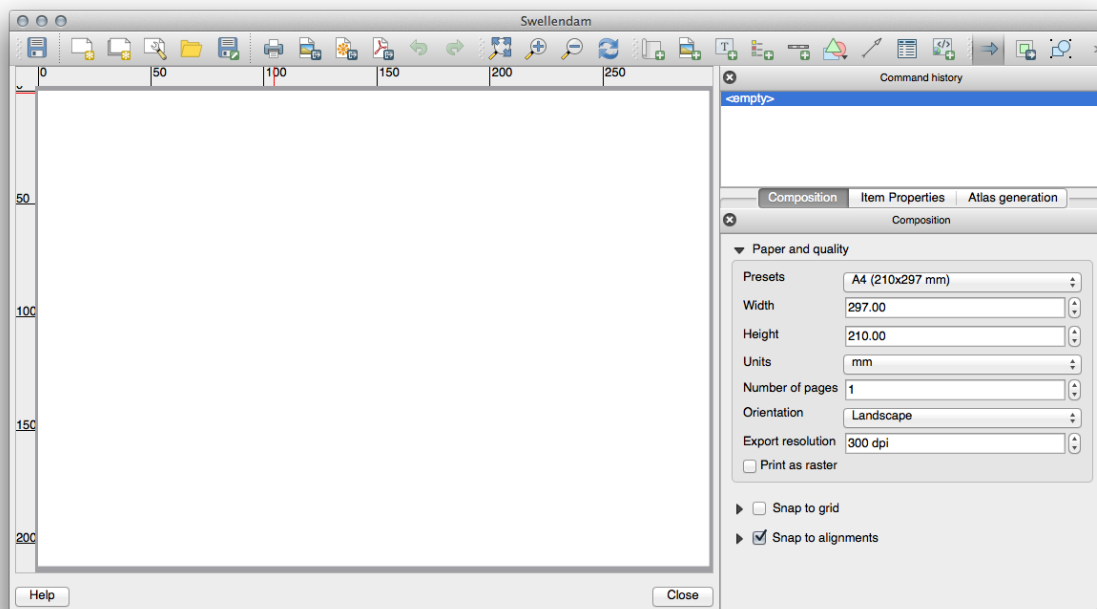 Swellendam
0 50 100 150 200 250
Command history
<empty>
50
100
150
200
Composition Item Properties Atlas generation
Composition
Paper and quality
Presets A4 (210x297 mm)
Width 297.00
Height 210.00
Units mm
Number of pages 1
Orientation Landscape
Export resolution 300 dpi
Print as raster
Snap to grid
Snap to alignments
Help Close